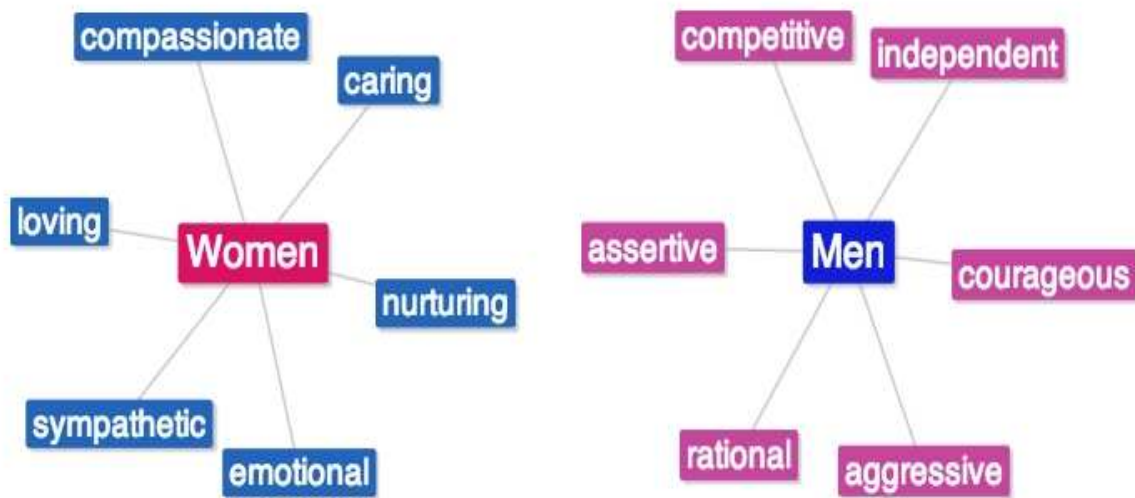 compassionate
caring
loving
Women
nurturing
sympathetic
emotional
competitive
independent
assertive
Men
courageous
rational
aggressive